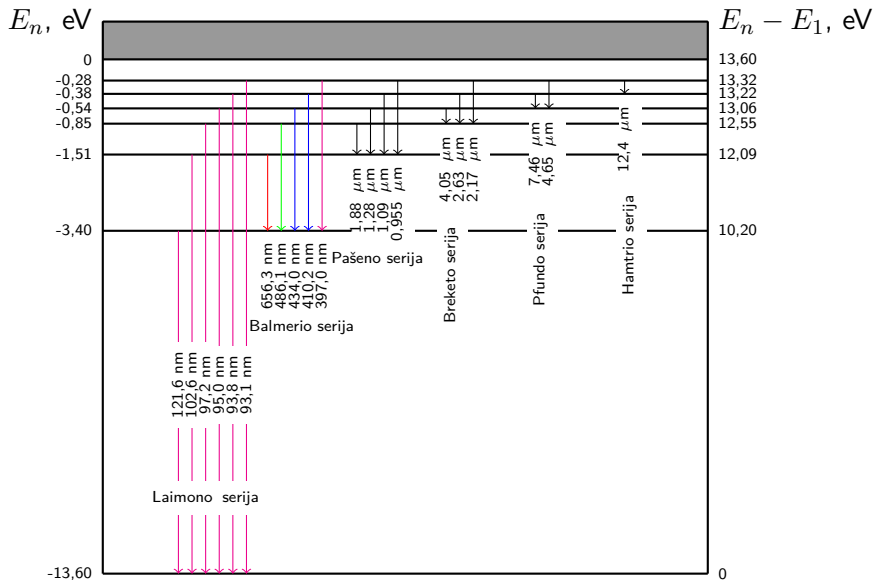 E_n, eV
E_n − E_1, eV
0
13,60
-0,28
13,32
-0,38
13,22
-0,54
13,06
-0,85
12,55
-1,51
12,09
-3,40
10,20
-13,60
0
121,6 nm
102,6 nm
97,2 nm
95,0 nm
93,8 nm
93,1 nm
Laimono serija
656,3 nm
486,1 nm
434,0 nm
410,2 nm
397,0 nm
Balmerio serija
1,88 μm
1,28 μm
1,09 μm
0,955 μm
Pašeno serija
4,05 μm
2,63 μm
2,17 μm
Breketo serija
7,46 μm
4,65 μm
Pfundo serija
12,4 μm
Hamtrio serija